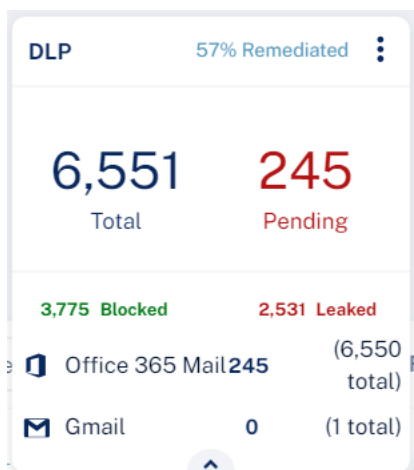 DLP 57% Remediated
6,551 245
Total Pending
3,775 Blocked 2,531 Leaked
Office 365 Mail 245 (6,550
total)
Gmail 0 (1 total)